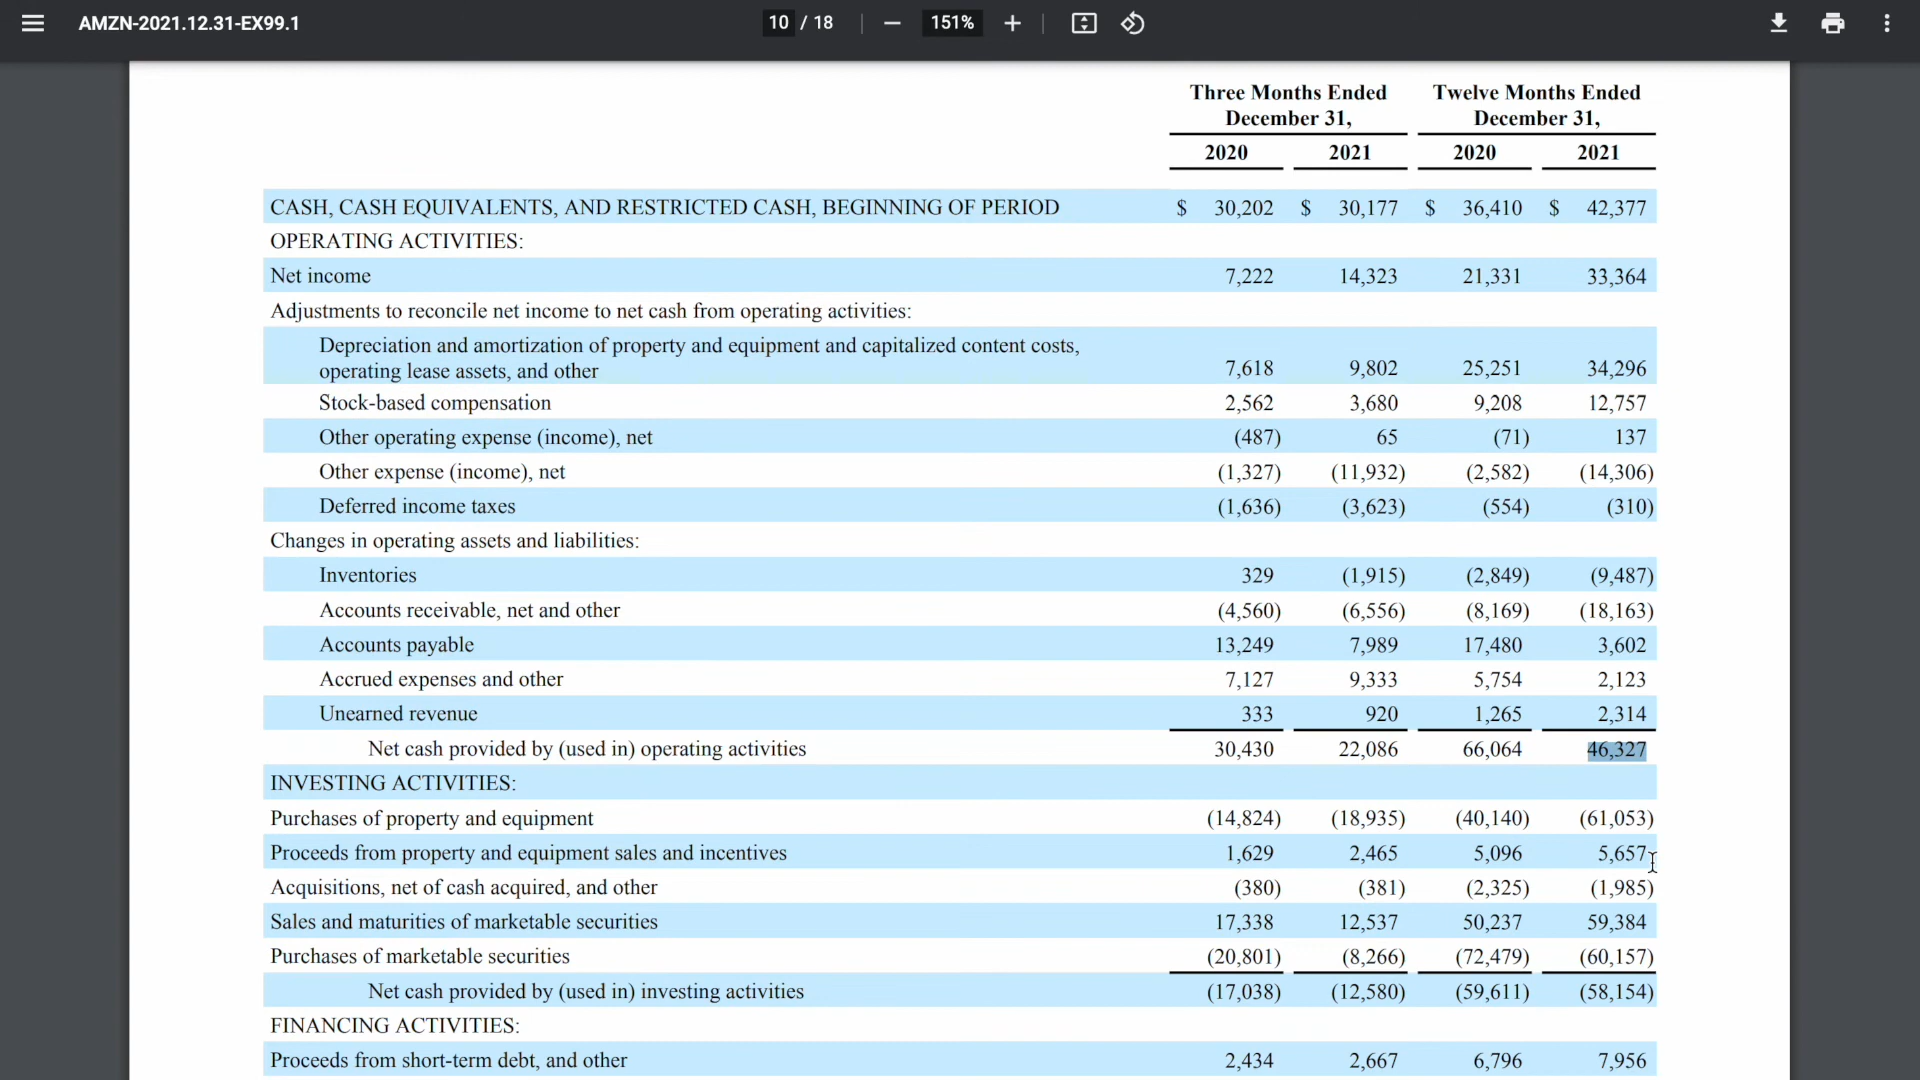 AMZN-2021.12.31-EX99.1 10 / 18 151%
Three Months Ended Twelve Months Ended
December 31, December 31,
2020 2021 2020 2021
CASH, CASH EQUIVALENTS, AND RESTRICTED CASH, BEGINNING OF PERIOD $ 30,202 $ 30,177 $ 36,410 $ 42,377
OPERATING ACTIVITIES:
Net income 7,222 14,323 21,331 33,364
Adjustments to reconcile net income to net cash from operating activities:
Depreciation and amortization of property and equipment and capitalized content costs,
operating lease assets, and other 7,618 9,802 25,251 34,296
Stock-based compensation 2,562 3,680 9,208 12,757
Other operating expense (income), net (487) 65 (71) 137
Other expense (income), net (1,327) (11,932) (2,582) (14,306)
Deferred income taxes (1,636) (3,623) (554) (310)
Changes in operating assets and liabilities:
Inventories 329 (1,915) (2,849) (9,487)
Accounts receivable, net and other (4,560) (6,556) (8,169) (18,163)
Accounts payable 13,249 7,989 17,480 3,602
Accrued expenses and other 7,127 9,333 5,754 2,123
Unearned revenue 333 920 1,265 2,314
Net cash provided by (used in) operating activities 30,430 22,086 66,064 46,327
INVESTING ACTIVITIES:
Purchases of property and equipment (14,824) (18,935) (40,140) (61,053)
Proceeds from property and equipment sales and incentives 1,629 2,465 5,096 5,657
Acquisitions, net of cash acquired, and other (380) (381) (2,325) (1,985)
Sales and maturities of marketable securities 17,338 12,537 50,237 59,384
Purchases of marketable securities (20,801) (8,266) (72,479) (60,157)
Net cash provided by (used in) investing activities (17,038) (12,580) (59,611) (58,154)
FINANCING ACTIVITIES:
Proceeds from short-term debt, and other 2,434 2,667 6,796 7,956